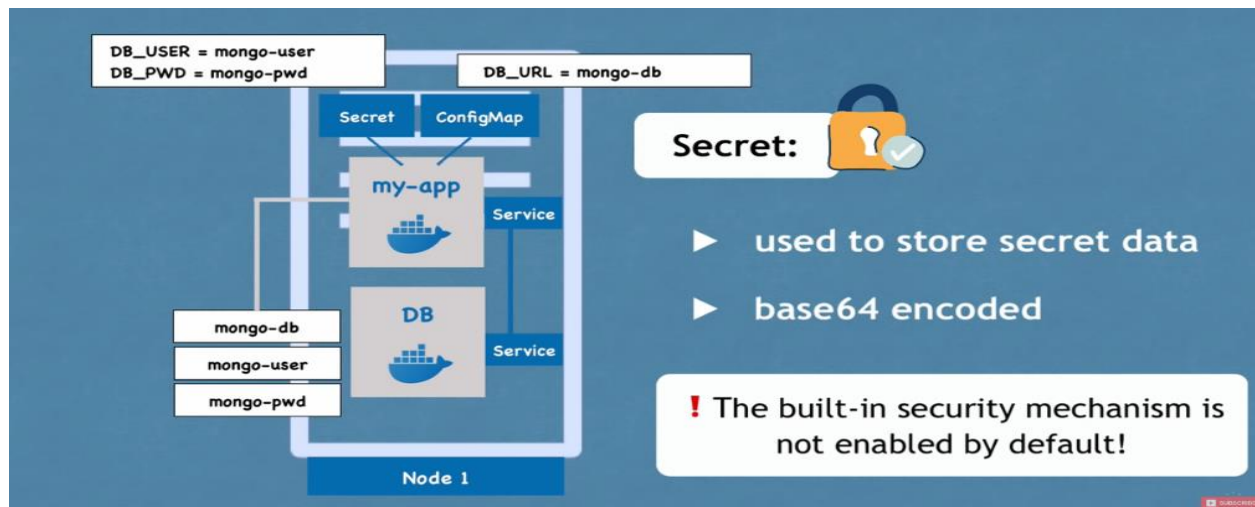 DB_USER = mongo-user
DB_PWD = mongo-pwd
DB_URL = mongo-db
Secret
ConfigMap
my-app
Service
DB
Service
mongo-db
mongo-user
mongo-pwd
Node 1
Secret:
► used to store secret data
► base64 encoded
! The built-in security mechanism is
not enabled by default!
SUBSCRIBE